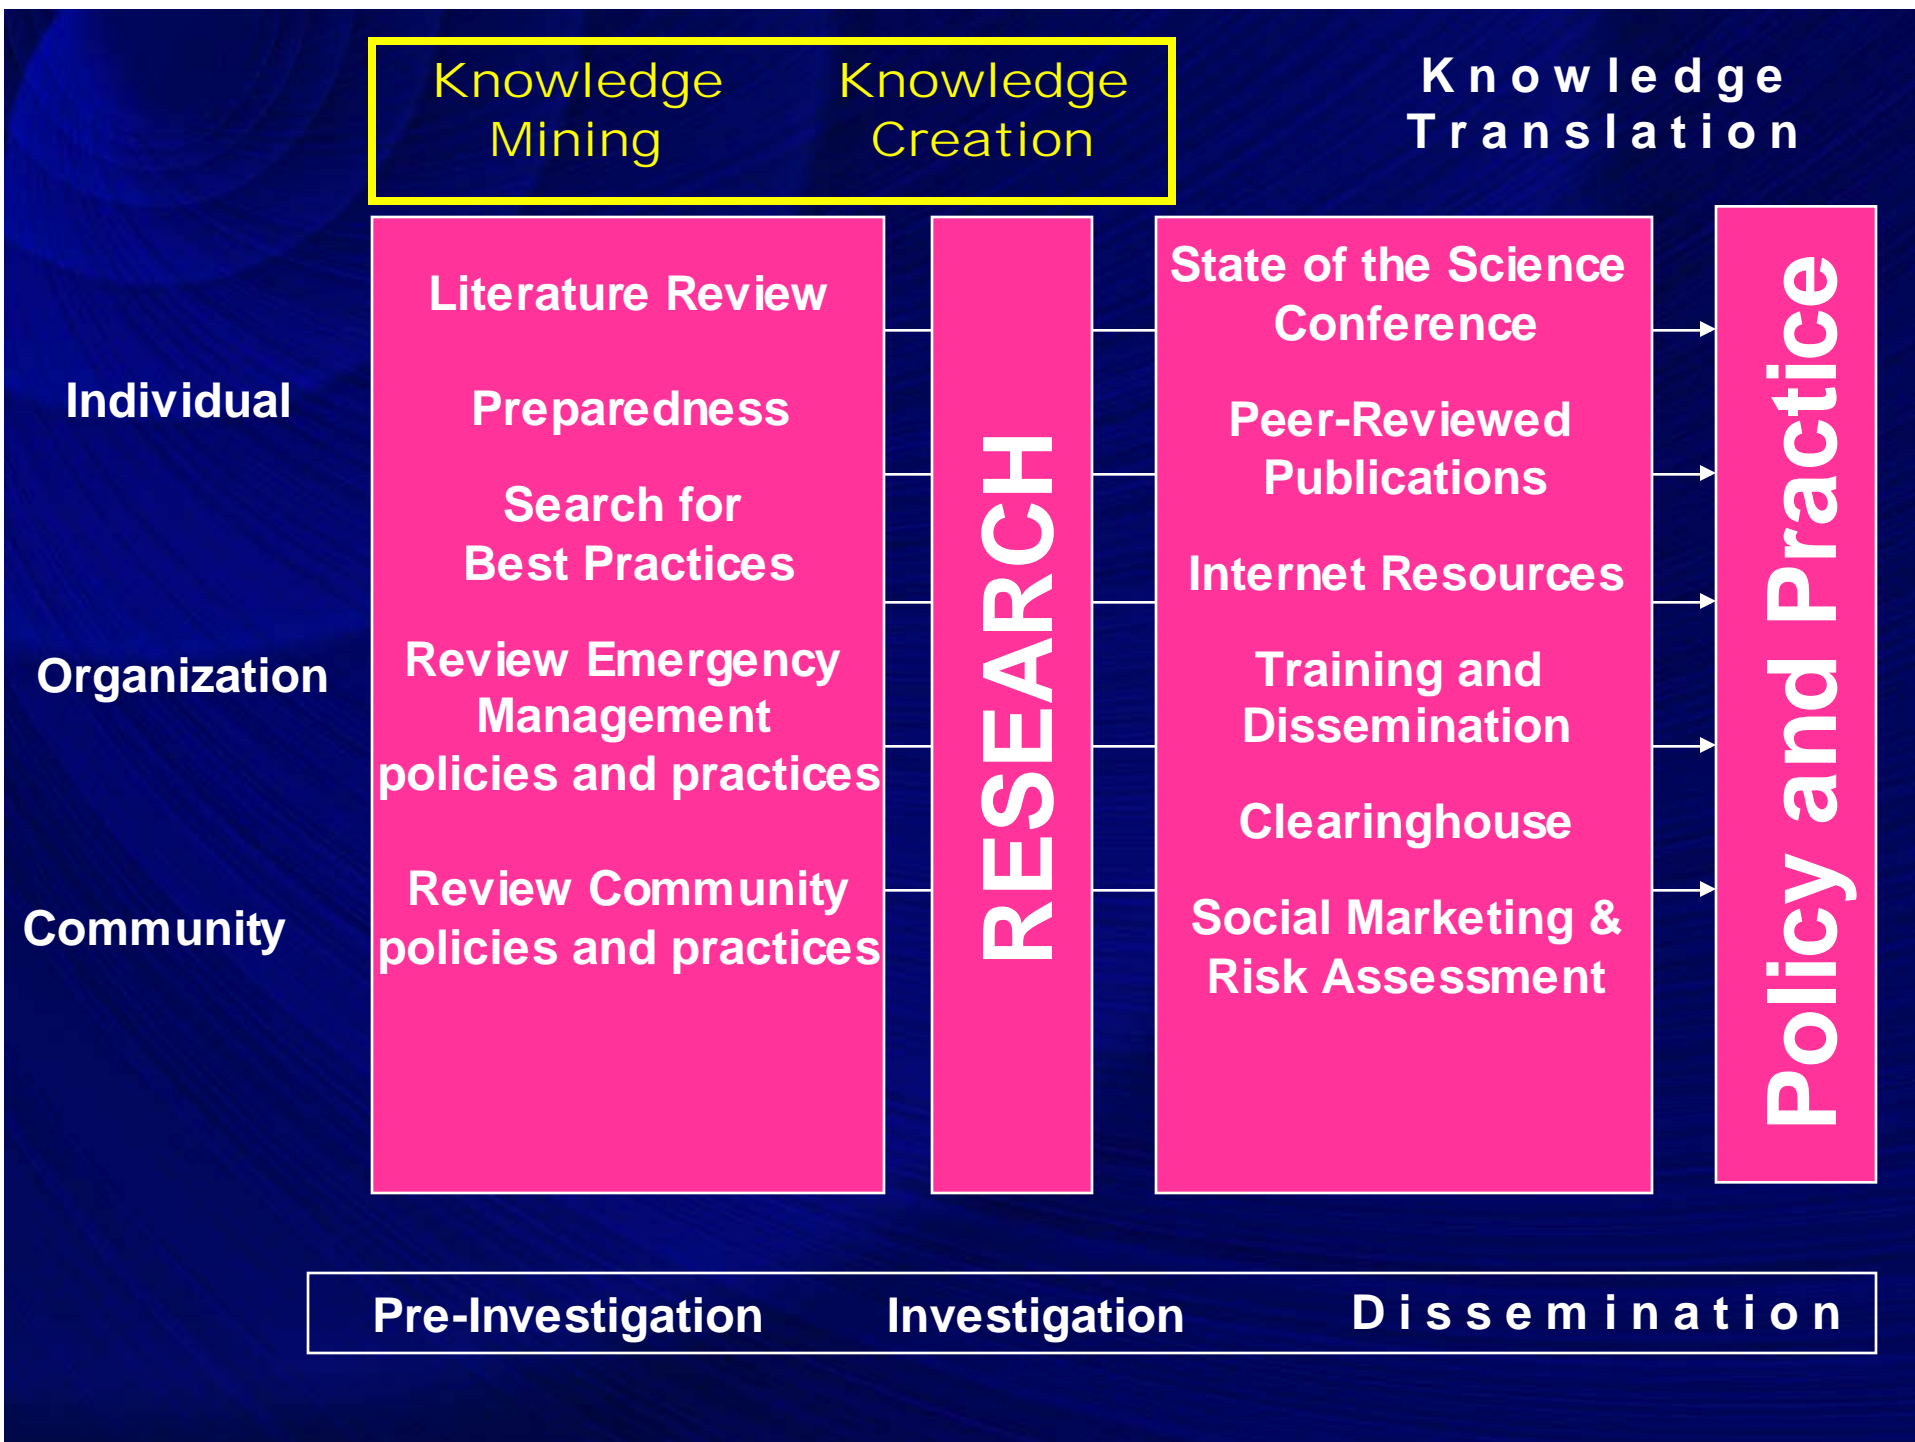 Knowledge
Mining
Knowledge
Creation
Knowledge
Translation
Individual
Organization
Community
Literature Review
Preparedness
Search for
Best Practices
Review Emergency
Management
policies and practices
Review Community
policies and practices
RESEARCH
State of the Science
Conference
Peer-Reviewed
Publications
Internet Resources
Training and
Dissemination
Clearinghouse
Social Marketing &
Risk Assessment
Policy and Practice
Pre-Investigation
Investigation
Dissemination